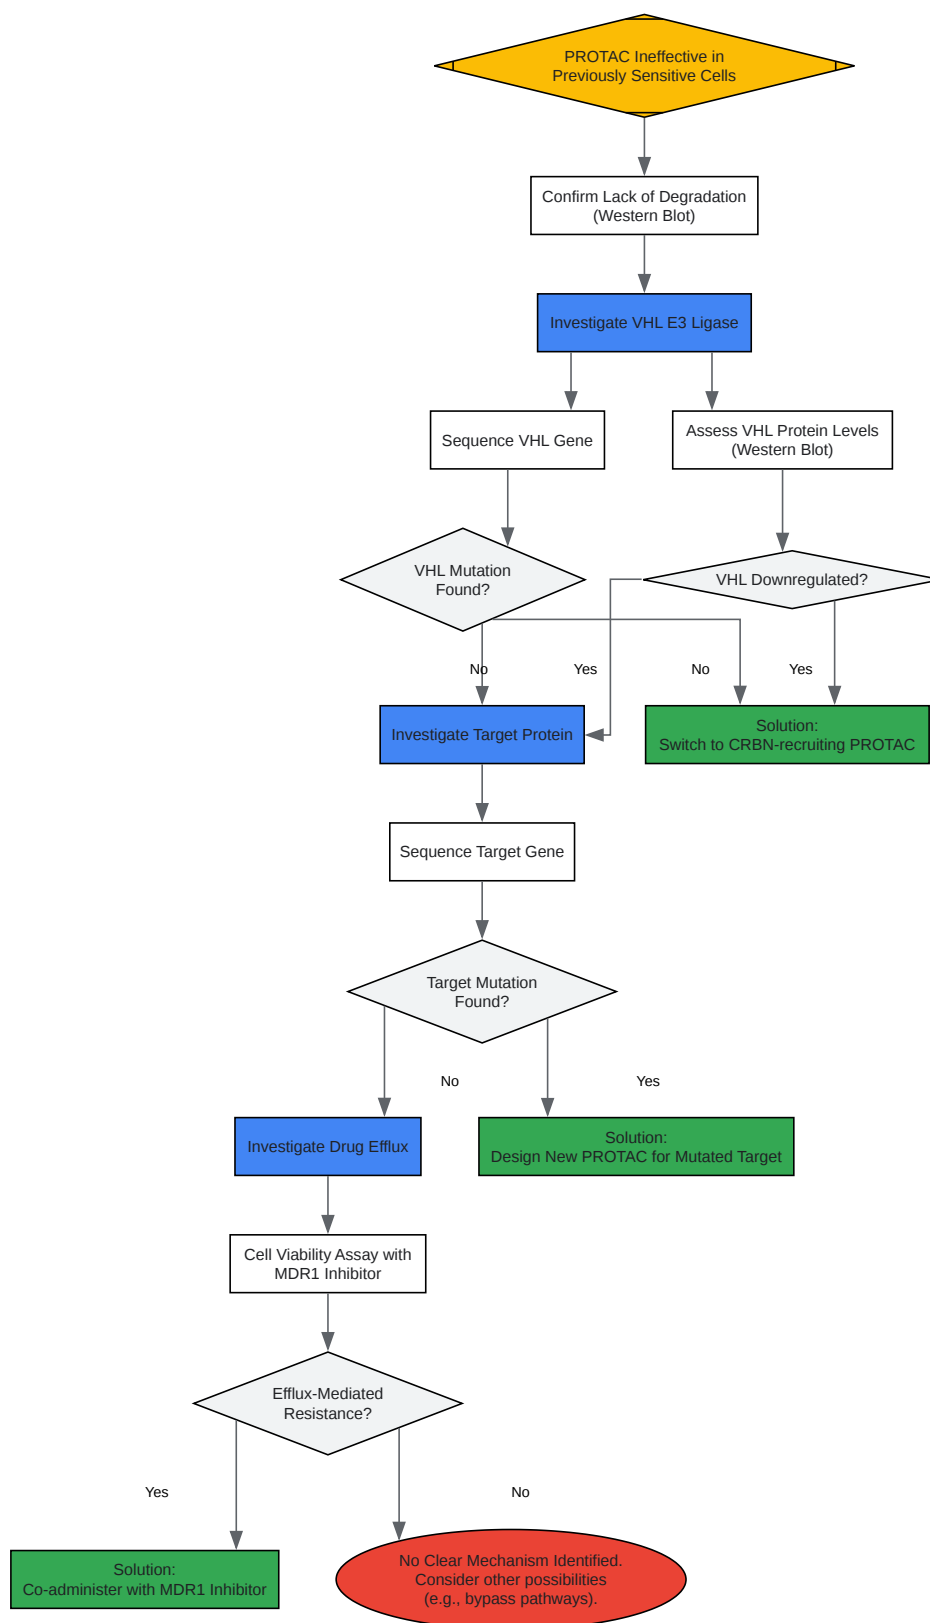 PROTAC Ineffective in
Previously Sensitive Cells
Confirm Lack of Degradation
(Western Blot)
Investigate VHL E3 Ligase
Sequence VHL Gene
Assess VHL Protein Levels
(Western Blot)
VHL Mutation
Found?
VHL Downregulated?
No
Yes
No
Yes
Investigate Target Protein
Solution:
Switch to CRBN-recruiting PROTAC
Sequence Target Gene
Target Mutation
Found?
No
Yes
Investigate Drug Efflux
Solution:
Design New PROTAC for Mutated Target
Cell Viability Assay with
MDR1 Inhibitor
Efflux-Mediated
Resistance?
Yes
No
Solution:
Co-administer with MDR1 Inhibitor
No Clear Mechanism Identified.
Consider other possibilities
(e.g., bypass pathways).